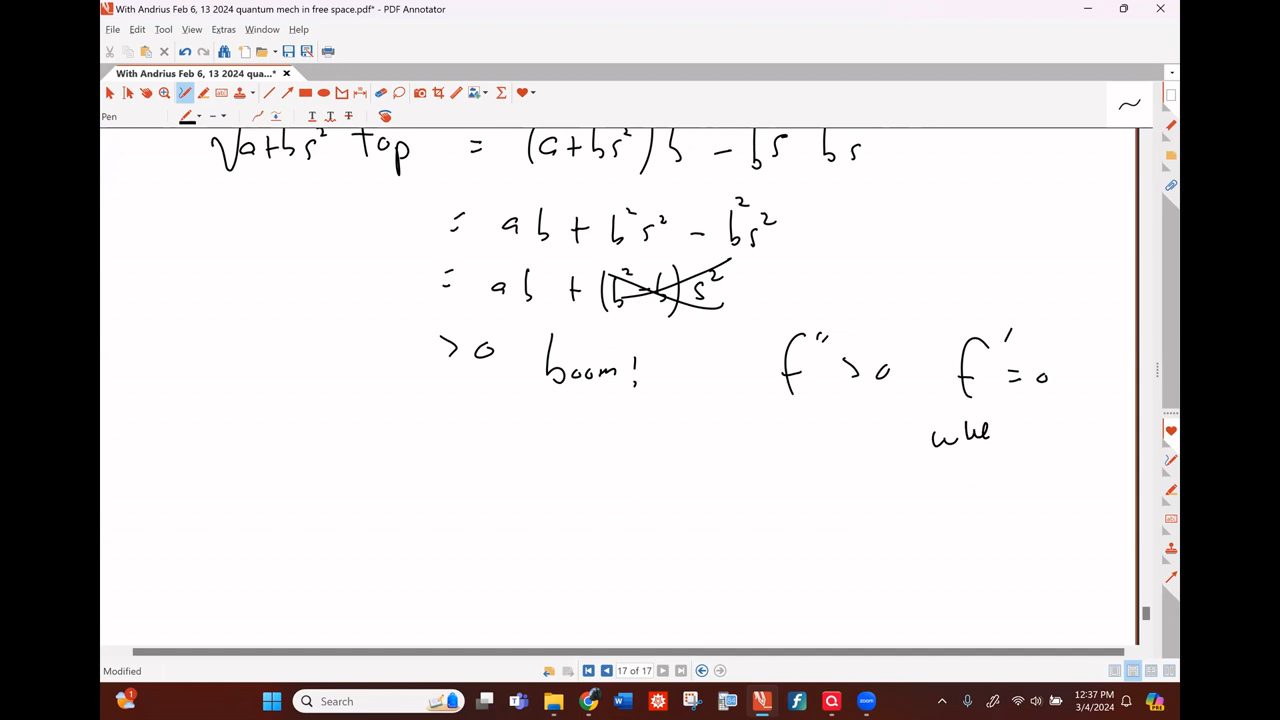 With Andrius Feb 6, 13 2024 quantum mech in free space.pdf* - PDF Annotator
File Edit Tool View Extras Window Help
With Andrius Feb 6, 13 2024 qua...*
Pen
√a+bs² top = (a+bs²)b - bs bs
= ab + b²s² - b²s²
= ab + (b²-b)s²
> 0 boom! f'' > 0 f' = 0
whe
Modified
17 of 17
Search
12:37 PM
3/4/2024